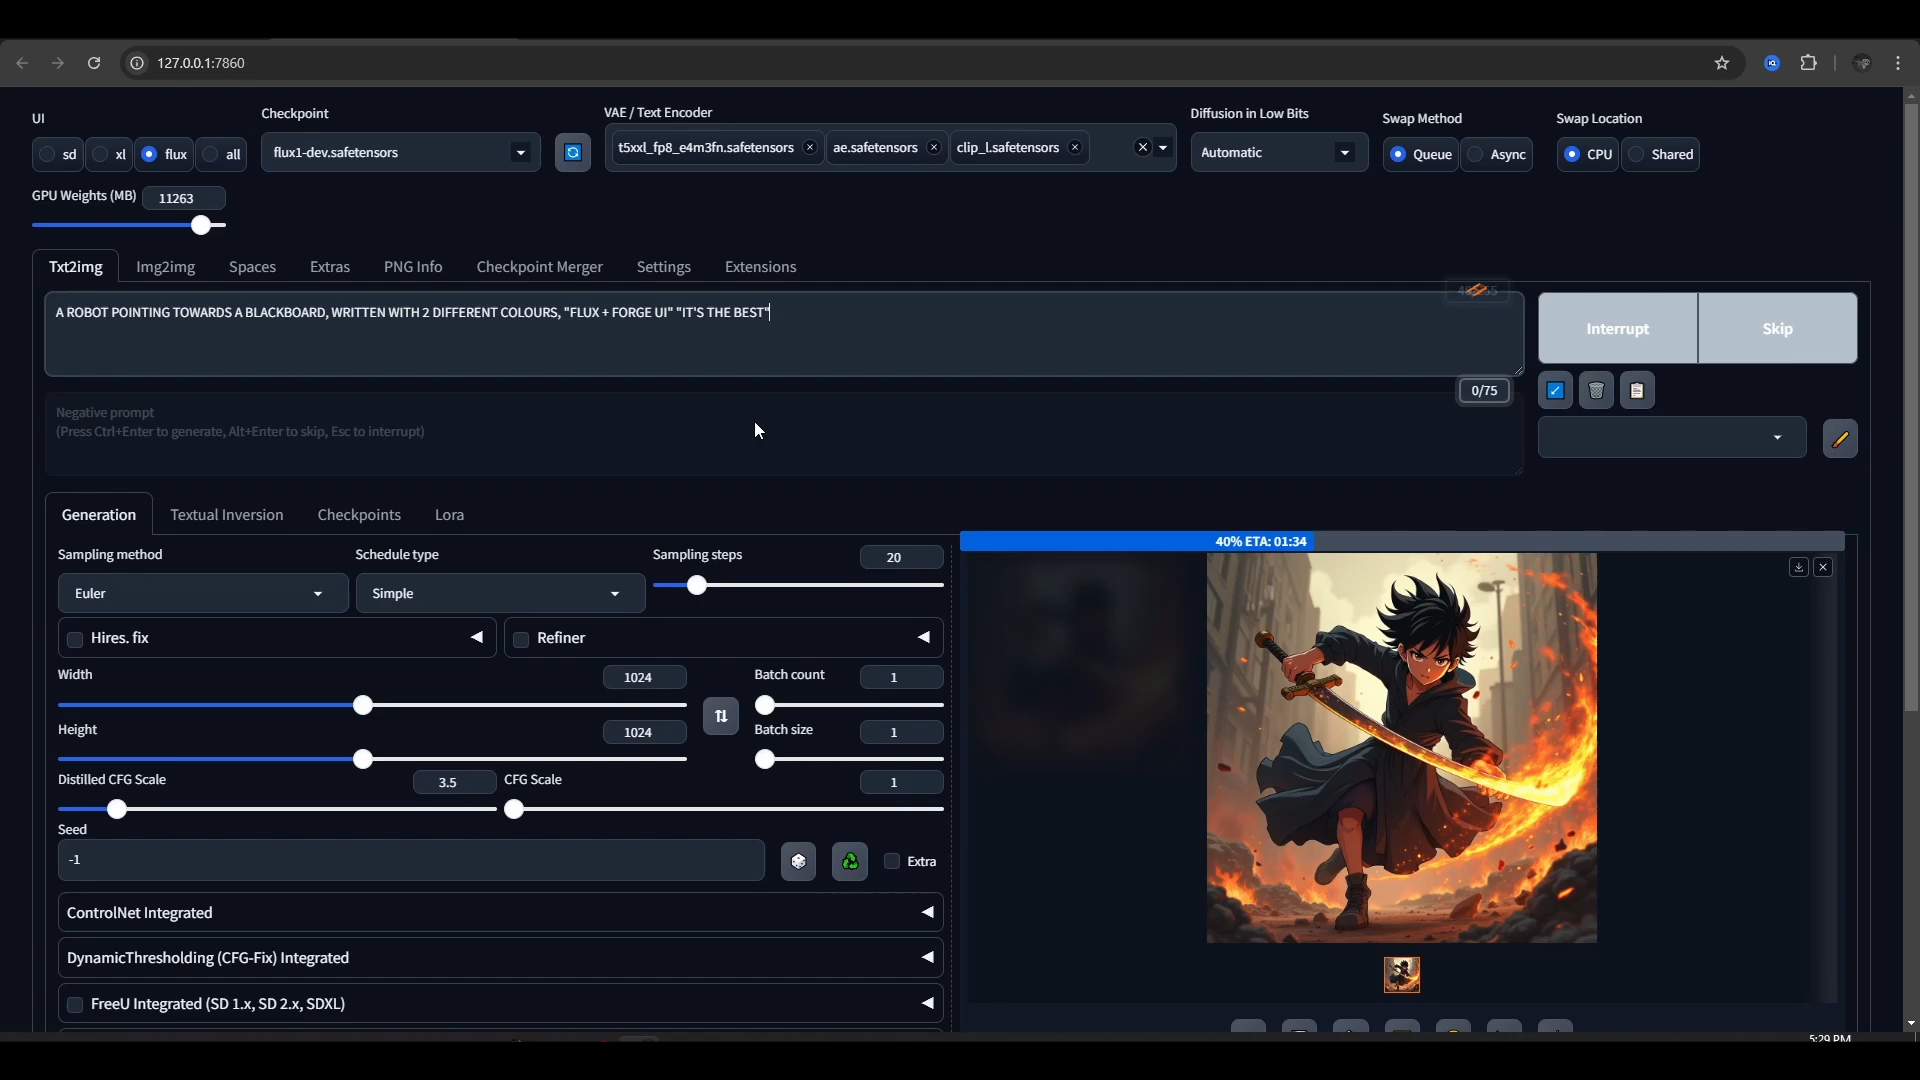 127.0.0.1:7860
UI
Checkpoint
VAE / Text Encoder
Diffusion in Low Bits
Swap Method
Swap Location
sd
xl
flux
all
flux1-dev.safetensors
t5xxl_fp8_e4m3fn.safetensors
ae.safetensors
clip_l.safetensors
Automatic
Queue
Async
CPU
Shared
GPU Weights (MB)
11263
Txt2img
Img2img
Spaces
Extras
PNG Info
Checkpoint Merger
Settings
Extensions
A ROBOT POINTING TOWARDS A BLACKBOARD, WRITTEN WITH 2 DIFFERENT COLOURS, "FLUX + FORGE UI" "IT'S THE BEST"
Interrupt
Skip
0/75
Negative prompt
(Press Ctrl+Enter to generate, Alt+Enter to skip, Esc to interrupt)
Generation
Textual Inversion
Checkpoints
Lora
Sampling method
Schedule type
Sampling steps
20
40% ETA: 01:34
Euler
Simple
Hires. fix
Refiner
Width
1024
Batch count
1
Height
1024
Batch size
1
Distilled CFG Scale
3.5
CFG Scale
1
Seed
-1
Extra
ControlNet Integrated
DynamicThresholding (CFG-Fix) Integrated
FreeU Integrated (SD 1.x, SD 2.x, SDXL)
5:29 PM